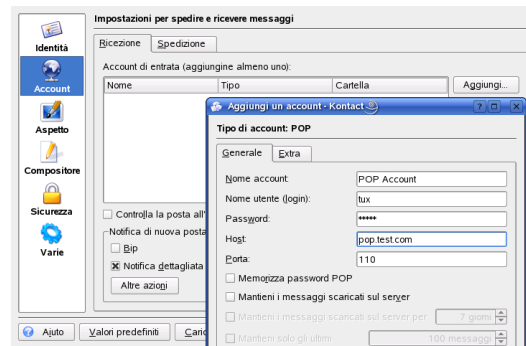 Impostazioni per spedire e ricevere messaggi
Identità
Account
Aspetto
Compositore
Sicurezza
Varie
Ricezione Spedizione
Account di entrata (aggiungine almeno uno):
Nome Tipo Cartella
Aggiungi...
Controlla la posta all'
Notifica di nuova posta
Bip
Notifica dettagliata
Altre azioni
Aiuto Valori predefiniti Caric
Aggiungi un account - Kontact
Tipo di account: POP
Generale Extra
Nome account: POP Account
Nome utente (login): tux
Password: *****
Host: pop.test.com
Porta: 110
Memorizza password POP
Mantieni i messaggi scaricati sul server
Mantieni i messaggi scaricati sul server per 7 giorni
Mantieni solo gli ultimi 100 messaggi